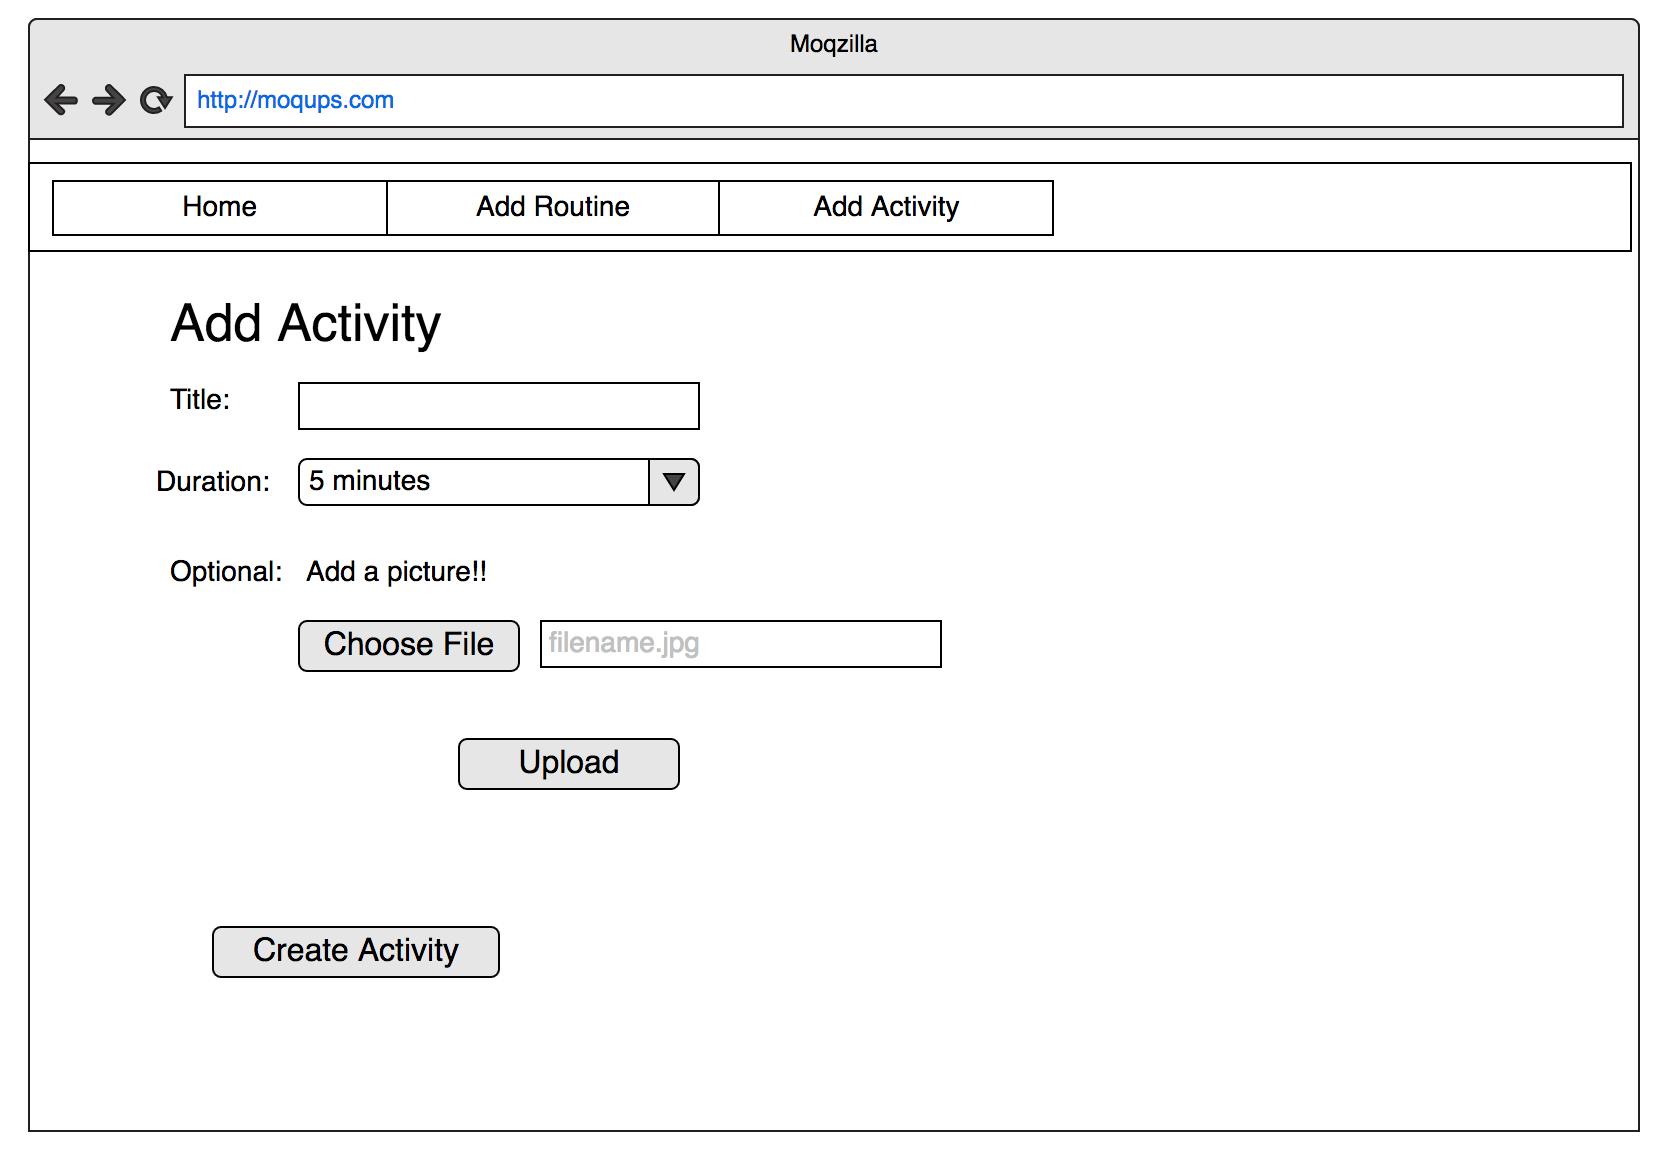 Moqzilla
http://moqups.com
Home Add Routine Add Activity
Add Activity
Title:
Duration: 5 minutes
Optional: Add a picture!!
Choose File filename.jpg
Upload
Create Activity